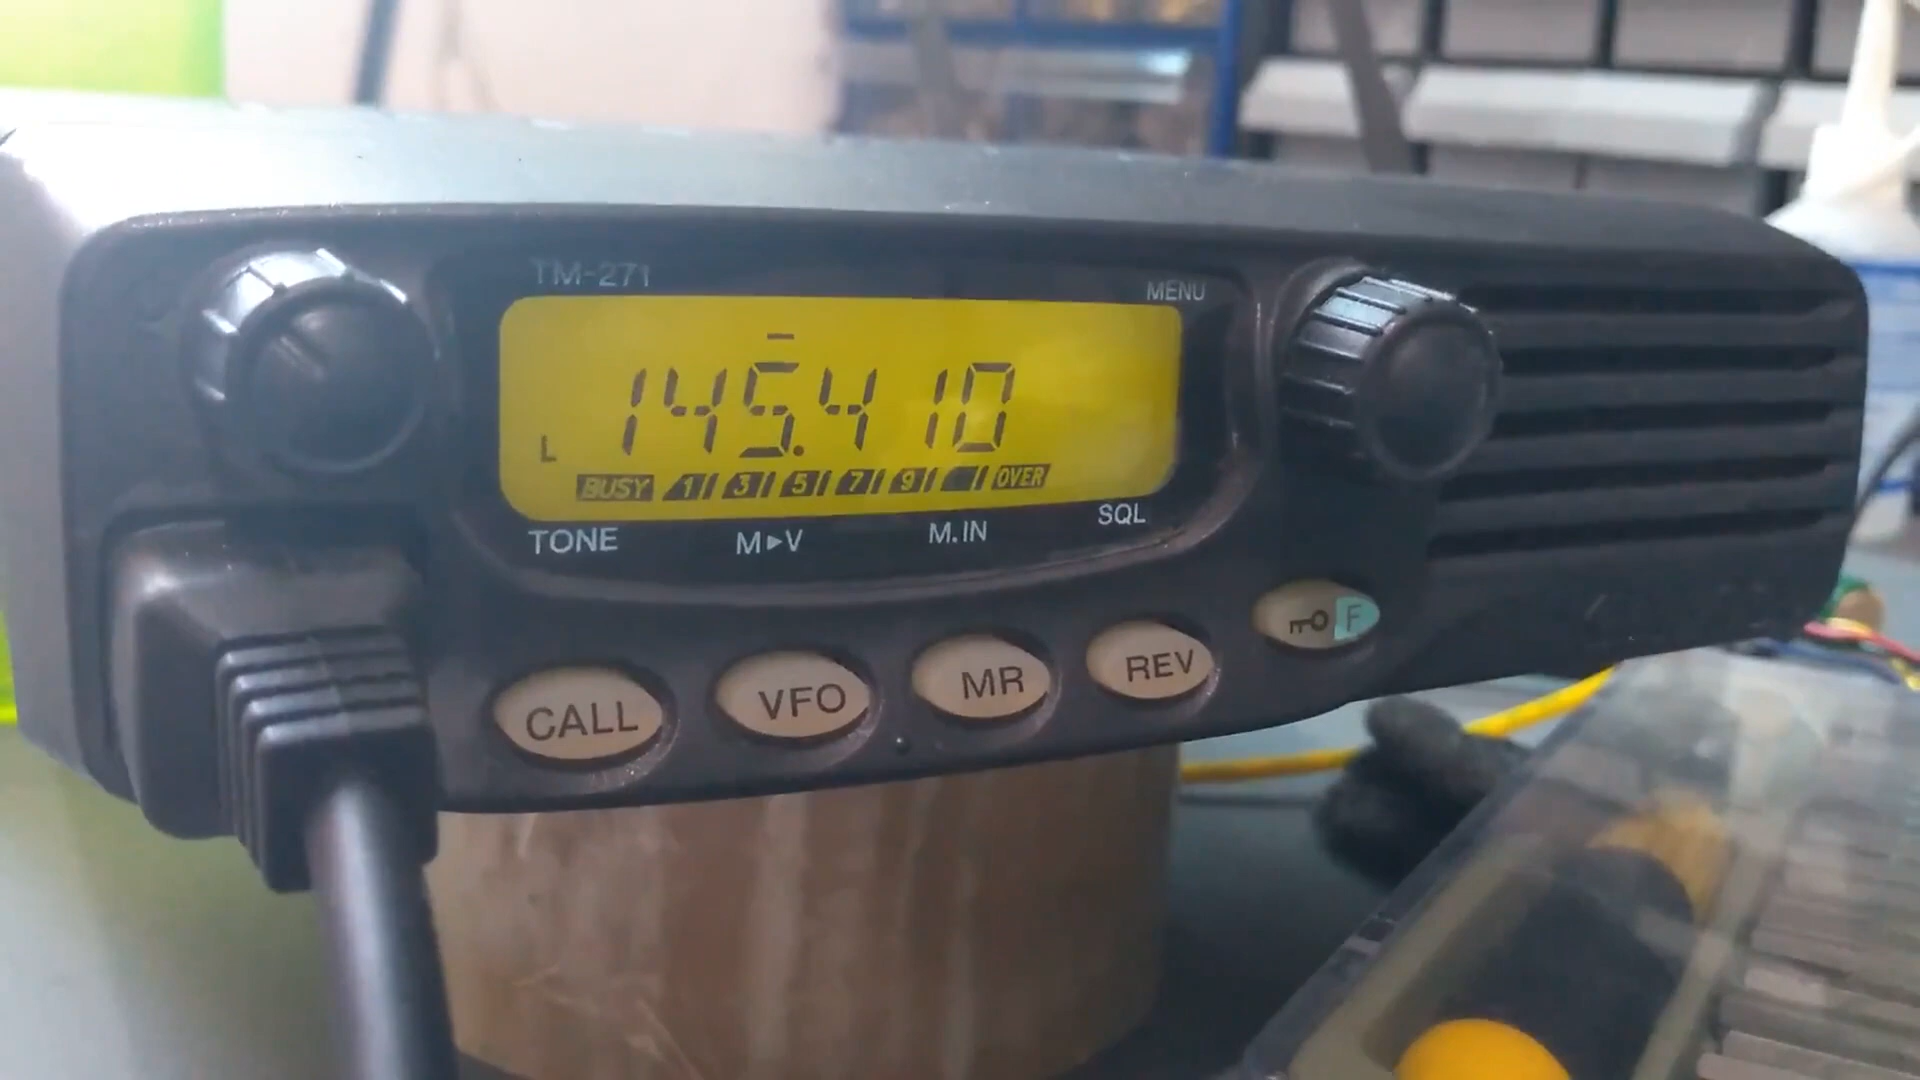 TM-271
MENU
–
145.410
L
BUSY 1 3 5 7 9 OVER
TONE M▶V M.IN SQL
CALL VFO MR REV F